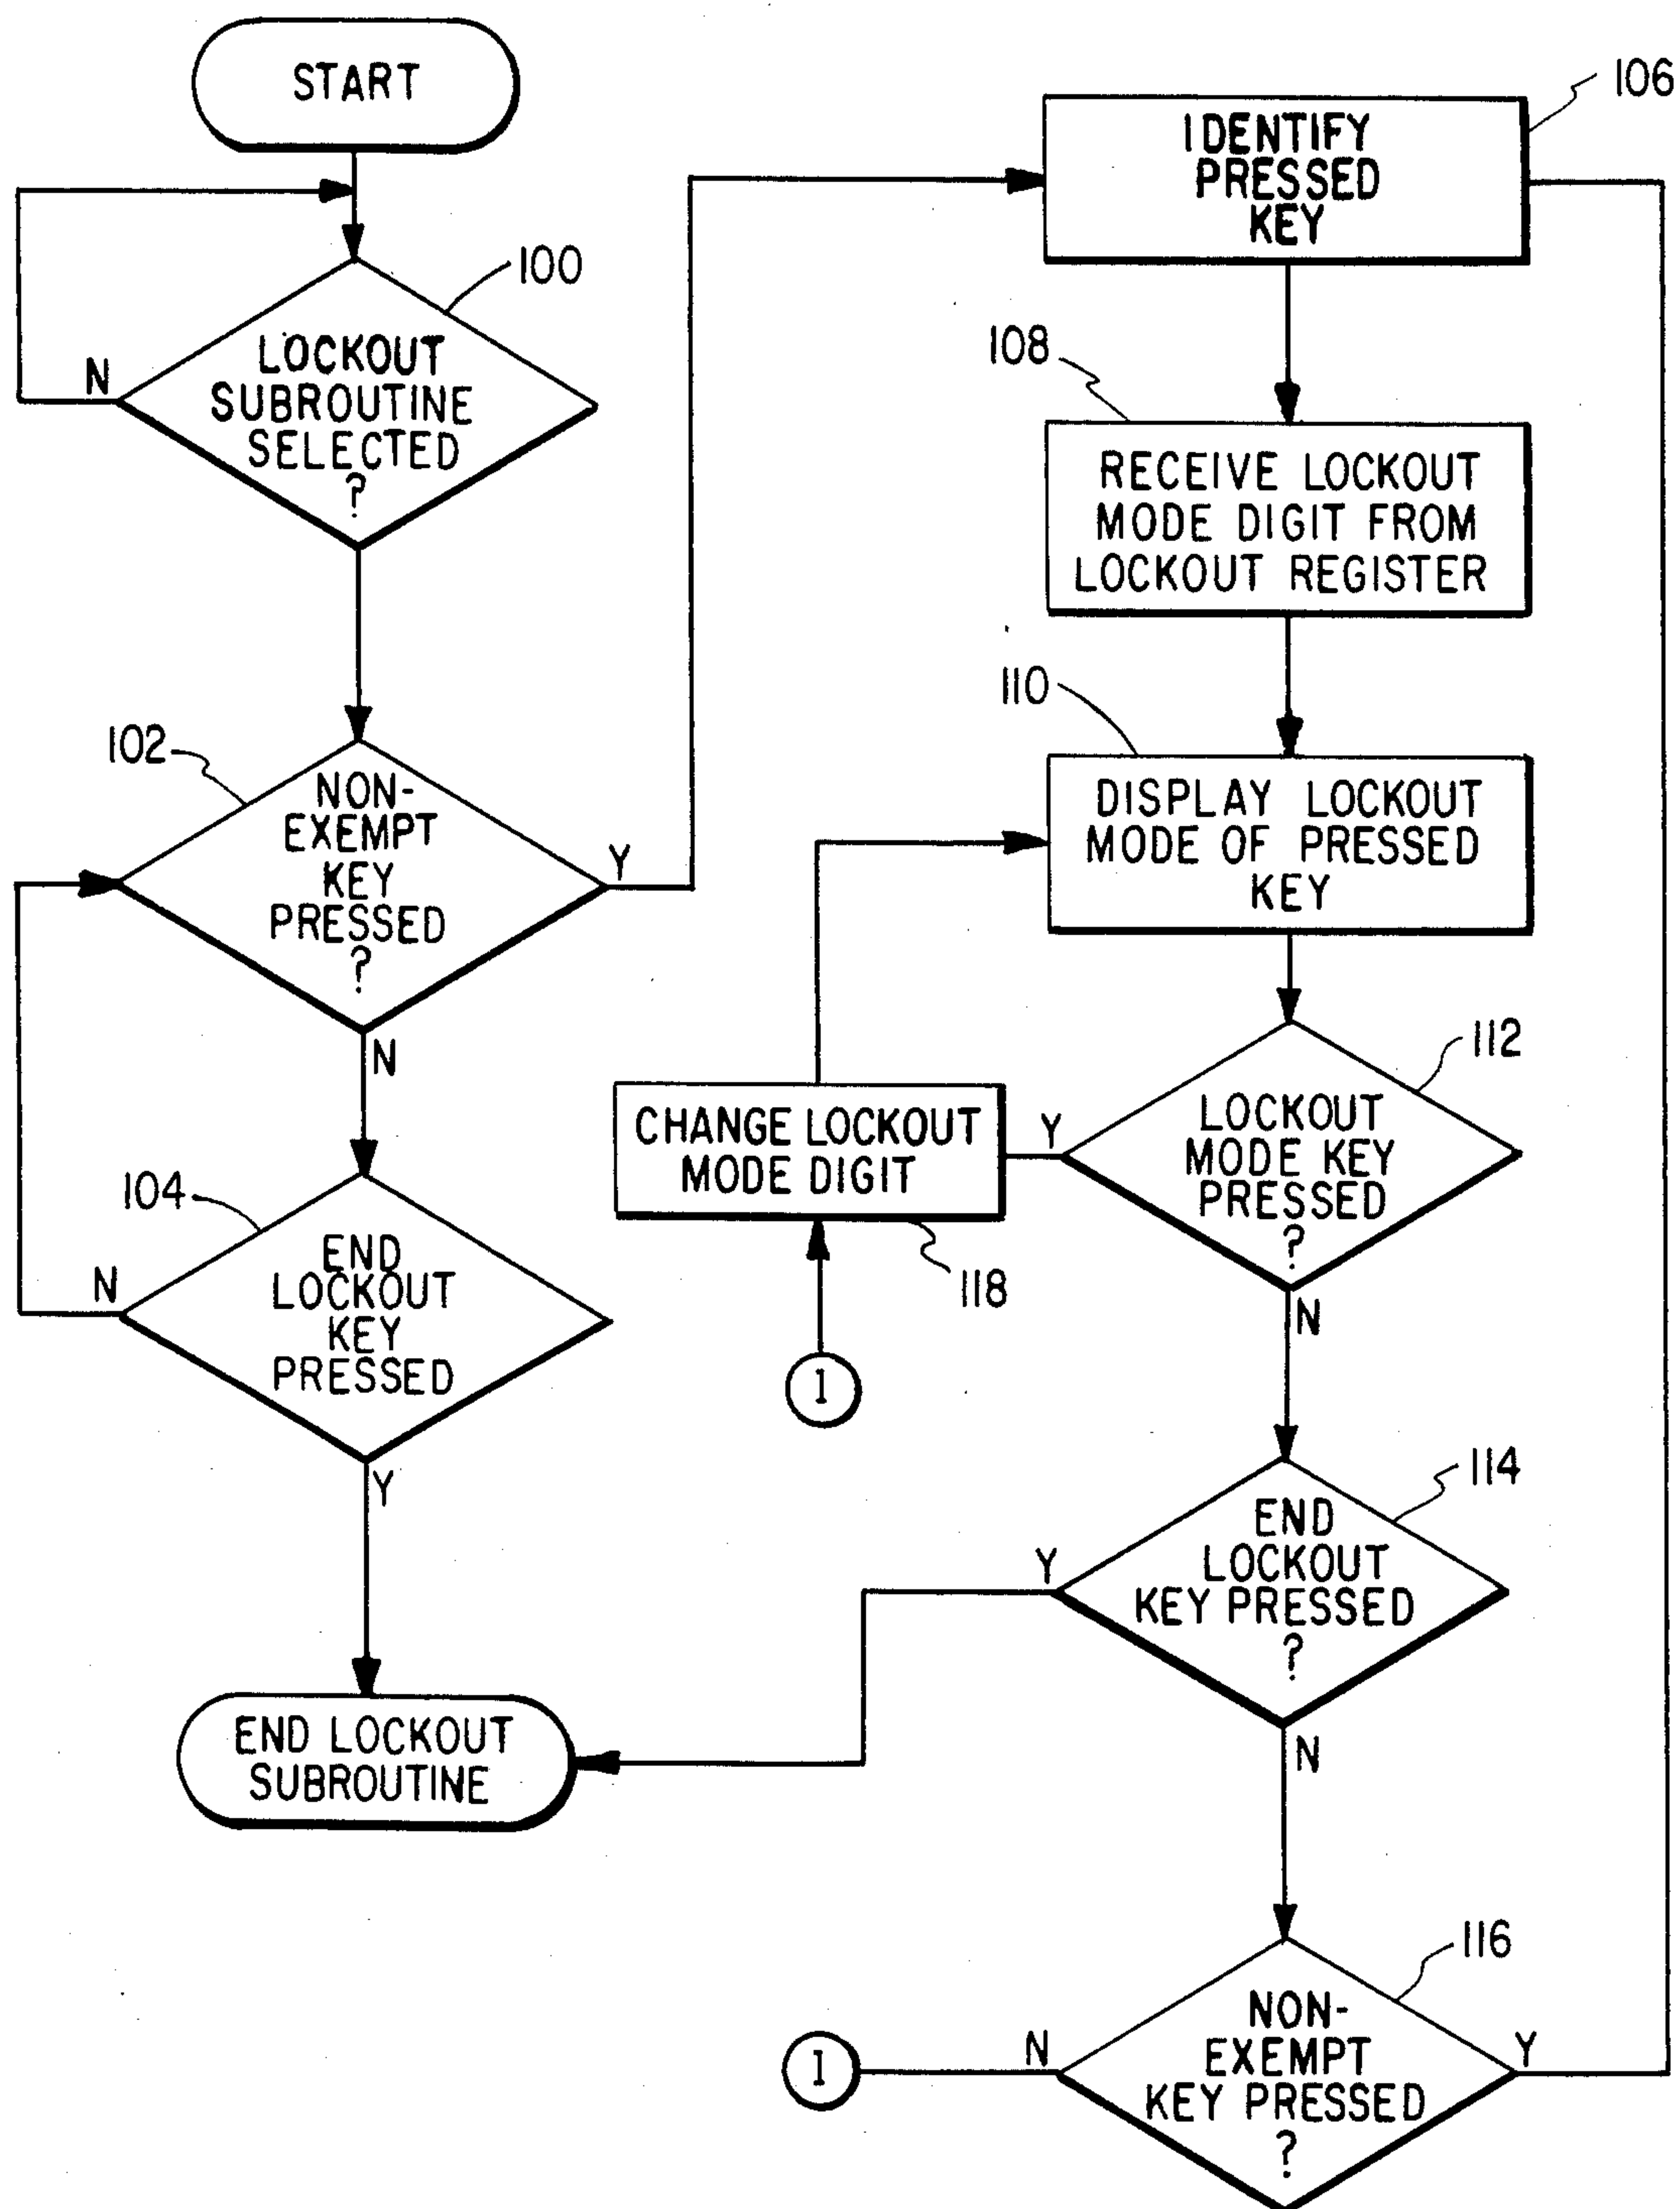 START
100
LOCKOUT
SUBROUTINE
SELECTED
?
N
102
NON-
EXEMPT
KEY
PRESSED
?
Y
N
104
END
LOCKOUT
KEY
PRESSED
N
Y
END LOCKOUT
SUBROUTINE
106
IDENTIFY
PRESSED
KEY
108
RECEIVE LOCKOUT
MODE DIGIT FROM
LOCKOUT REGISTER
110
DISPLAY LOCKOUT
MODE OF PRESSED
KEY
112
LOCKOUT
MODE KEY
PRESSED
?
Y
N
CHANGE LOCKOUT
MODE DIGIT
118
1
114
END
LOCKOUT
KEY PRESSED
?
Y
N
116
NON-
EXEMPT
KEY PRESSED
?
N
Y
1